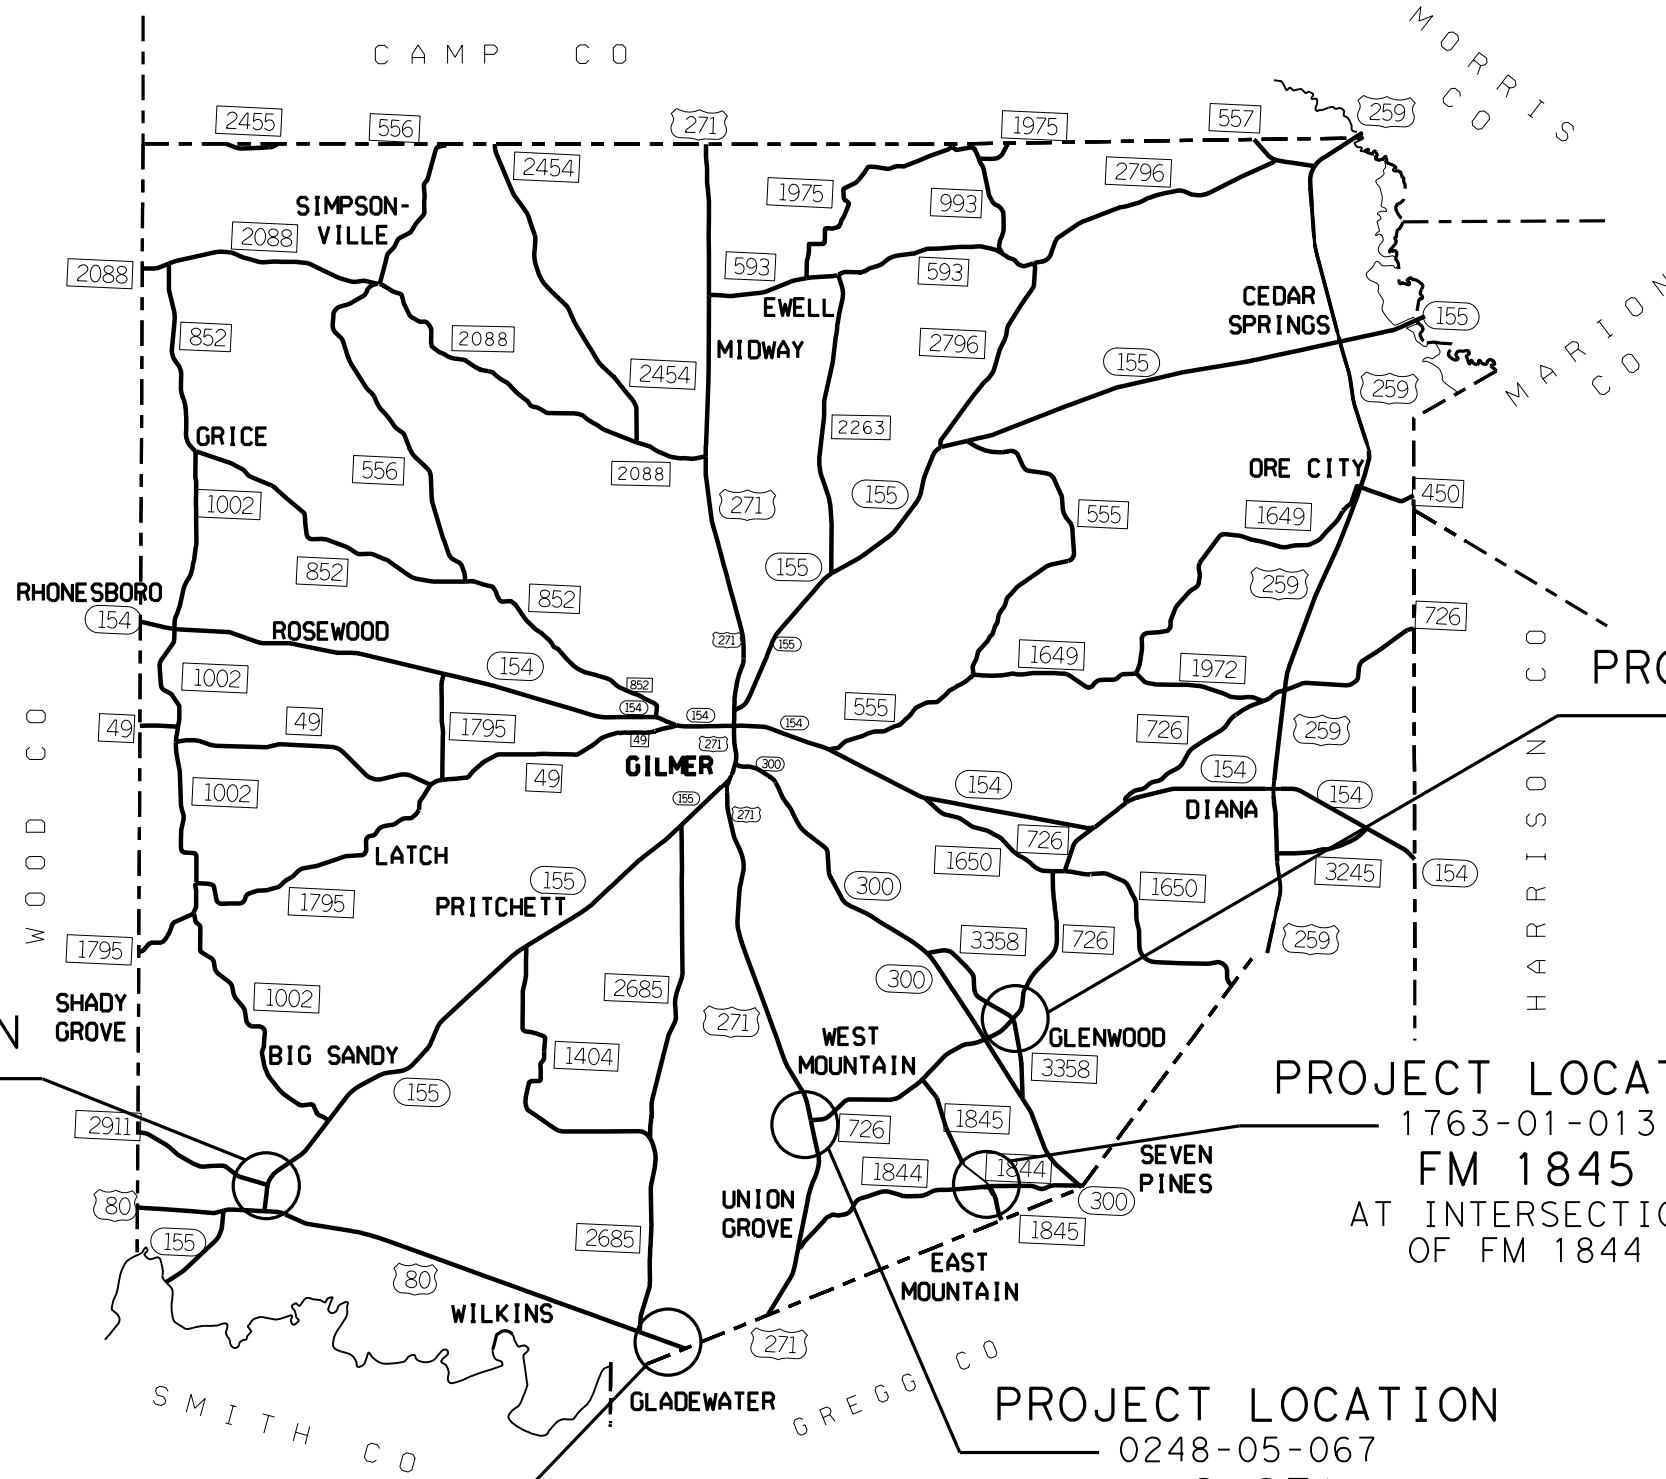 CAMP CO
MORRIS
CO
2455
556
271
1975
557
259
2454
1975
993
2796
SIMPSON-
VILLE
2088
2088
593
593
EWELL
CEDAR
SPRINGS
155
MARION
CO
852
2088
MIDWAY
2796
155
2454
259
GRICE
2263
556
2088
ORE CITY
450
1002
271
155
555
1649
852
155
259
RHONESBORO
852
154
726
ROSEWOOD
271
155
154
1649
1972
1002
852
154
555
49
49
1795
154
154
726
259
49
271
GILMER
300
49
154
154
1002
155
271
DIANA
154
726
LATCH
1650
3245
154
155
300
1650
1795
PRITCHETT
WOOD CO
HARRISON CO
PRO
1795
3358
726
259
300
1002
2685
SHADY
GROVE
271
WEST
MOUNTAIN
GLENWOOD
N
BIG SANDY
1404
3358
155
PROJECT LOCAT
1763-01-013
FM 1845
AT INTERSECTIO
OF FM 1844
2911
1845
726
SEVEN
PINES
1844
1844
80
UNION
GROVE
300
155
2685
1845
80
EAST
MOUNTAIN
WILKINS
271
GREGG CO
SMITH CO
GLADEWATER
PROJECT LOCATION
0248-05-067